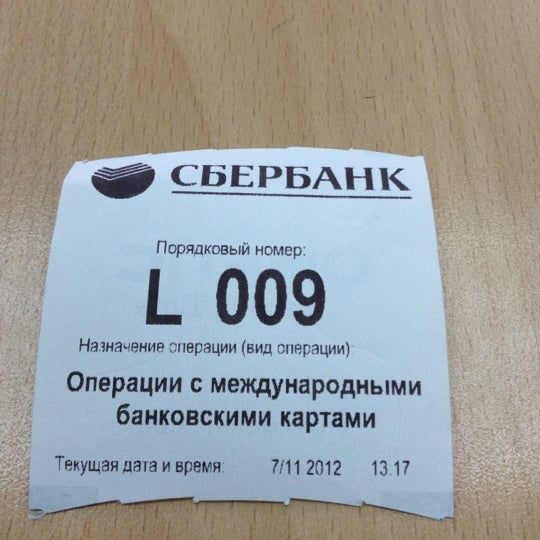 СБЕРБАНК
Порядковый номер:
L 009
Назначение операции (вид операции):
Операции с международными
банковскими картами
Текущая дата и время: 7/11 2012 13.17